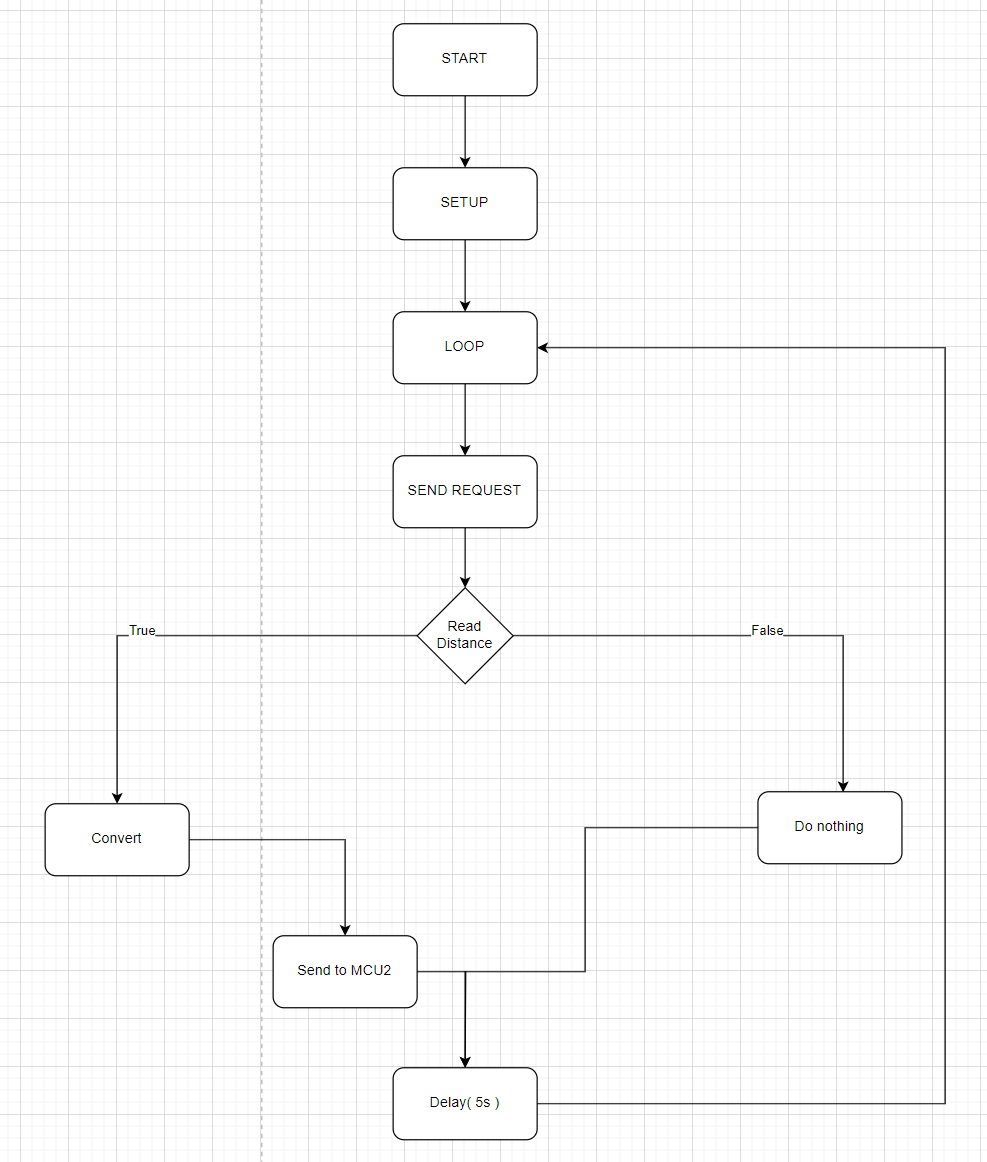 START
SETUP
LOOP
SEND REQUEST
Read
Distance
True
False
Convert
Do nothing
Send to MCU2
Delay( 5s )